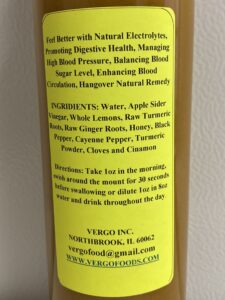 Feel Better with Natural Electrolytes,
Promoting Digestive Health, Managing
High Blood Pressure, Balancing Blood
Sugar Level, Enhancing Blood
Circulation, Hangover Natural Remedy
INGREDIENTS: Water, Apple Sider
Vinegar, Whole Lemons, Raw Turmeric
Roots, Raw Ginger Roots, Honey, Black
Pepper, Cayenne Pepper, Turmeric
Powder, Cloves and Cinamon
Directions: Take 1oz in the morning,
swish around the mount for 30 seconds
before swallowing or dilute 1oz in 8oz
water and drink throughout the day
VERGO INC.
NORTHBROOK, IL 60062
vergofood@gmail.com
WWW.VERGOFOODS.COM